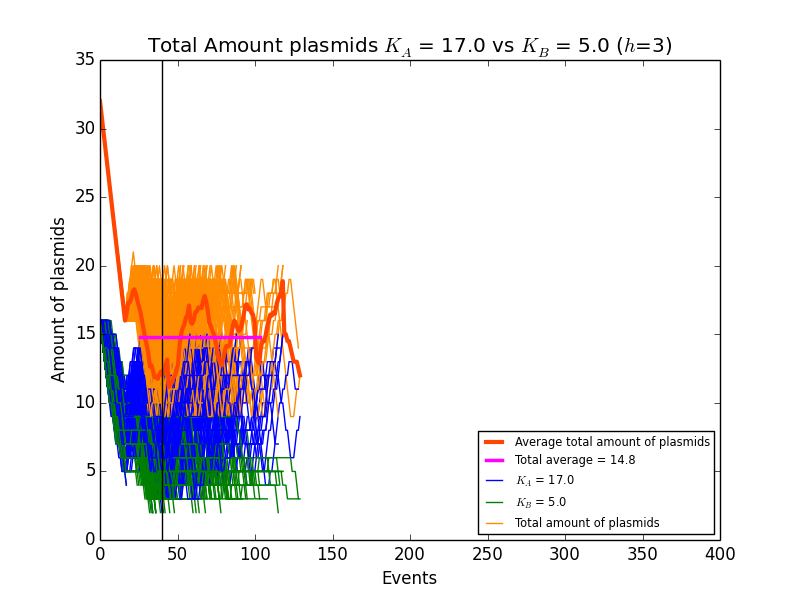 Total Amount plasmids K_A = 17.0 vs K_B = 5.0 (h=3)
35
30
25
20
15
10
5
0
Amount of plasmids
0 50 100 150 200 250 300 350 400
Events
Average total amount of plasmids
Total average = 14.8
K_A = 17.0
K_B = 5.0
Total amount of plasmids